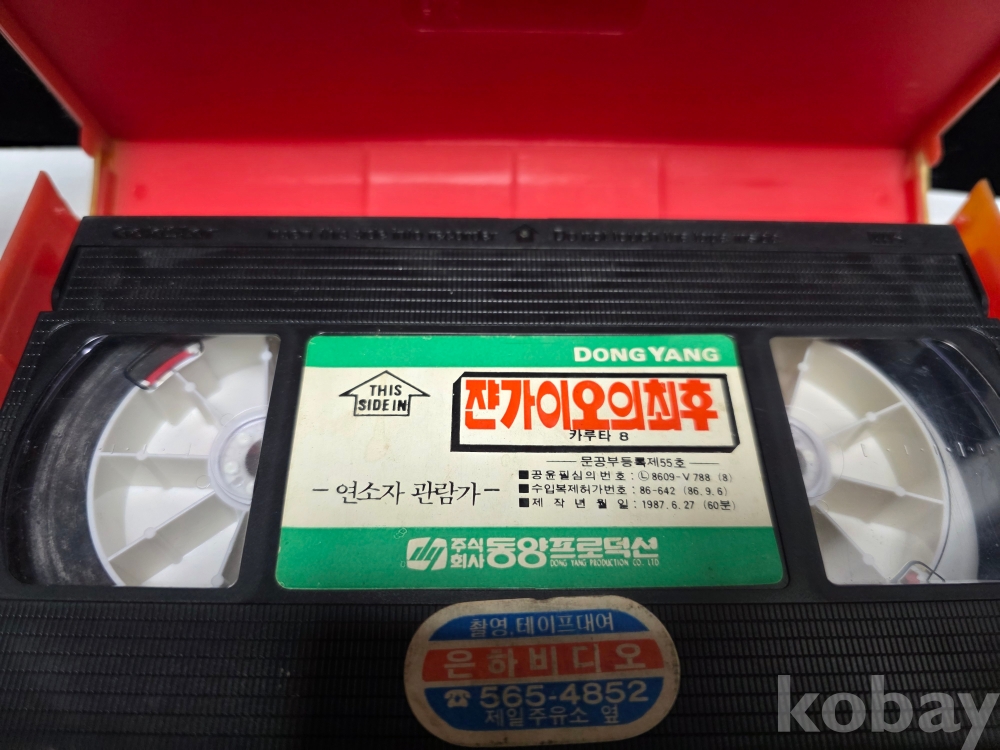 DONG YANG
THIS
SIDE IN
쟌가이오의최후
카루타 8
문공부등록제55호
■공윤필심의번호 : Ⓛ8609-V788 (8)
■수입복제허가번호 : 86-642 (86.9.6)
■제작년월일 : 1987.6.27 (60분)
- 연소자 관람가 -
주식회사 동양프로덕션
DONG YANG PRODUCTION CO. LTD
촬영,테이프대여
은하비디오
☎565-4852
제일주유소 옆
kobay